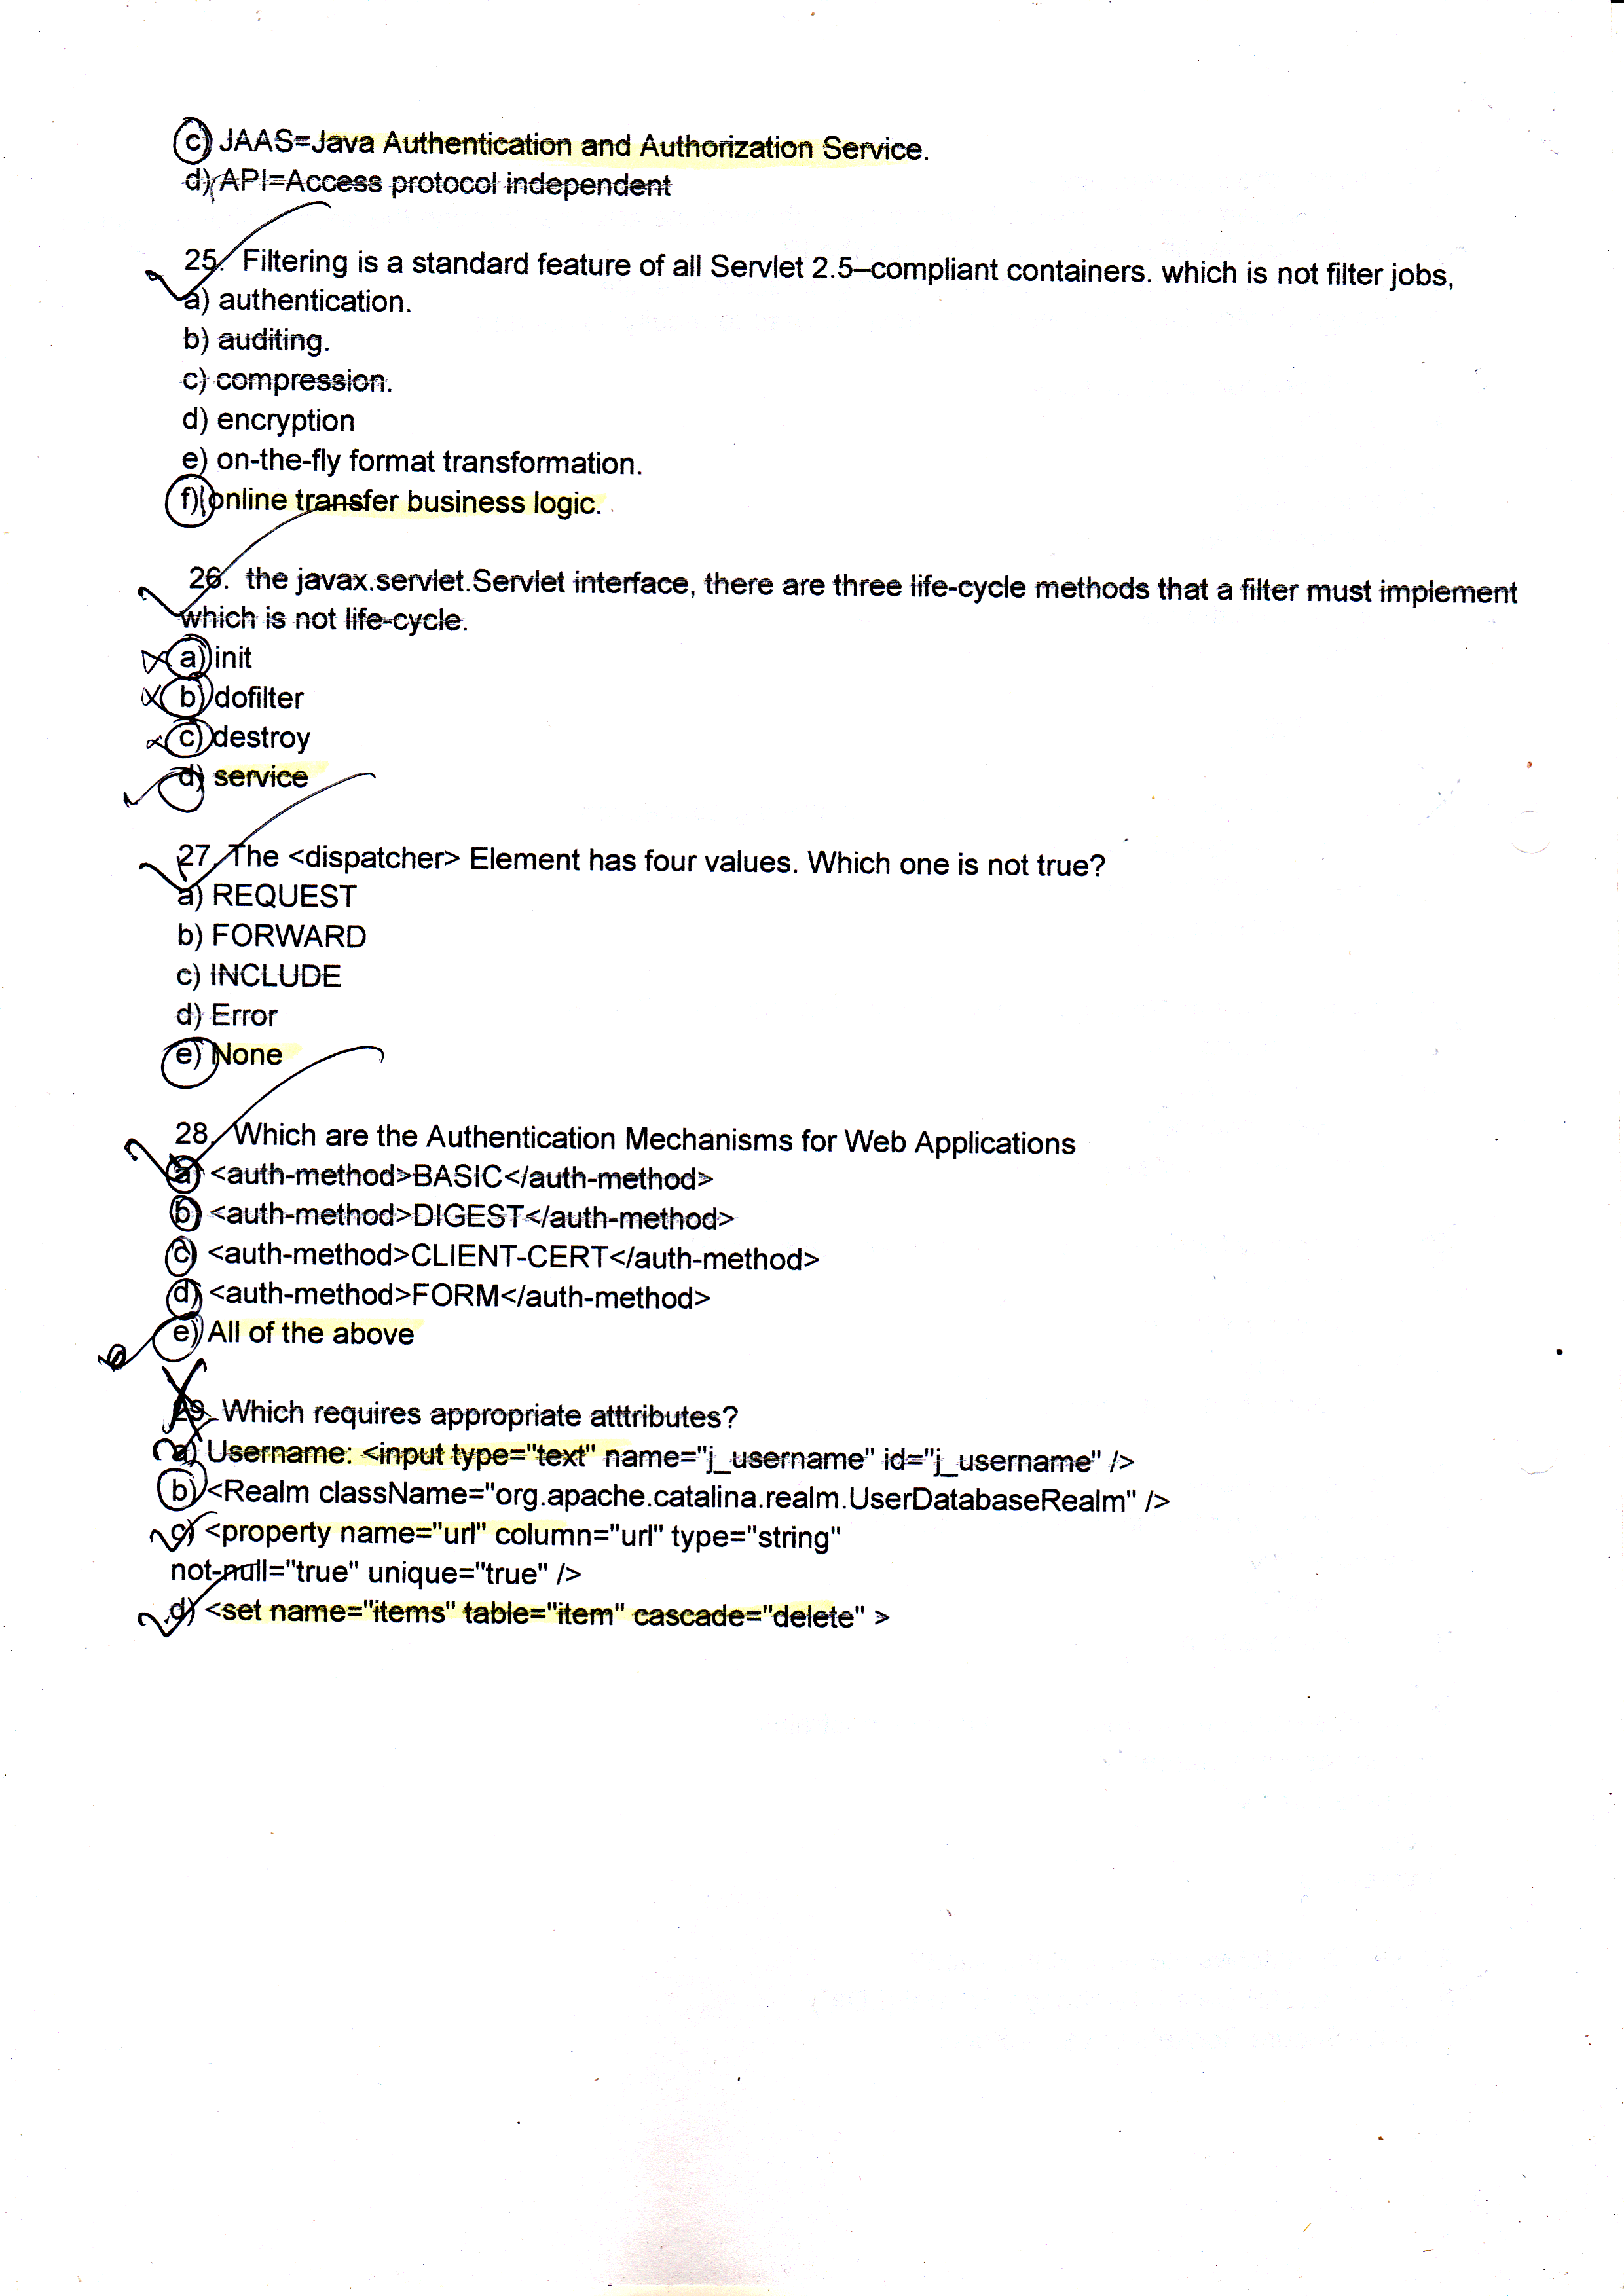 c) JAAS=Java Authentication and Authorization Service.
d) API=Access protocol independent
25. Filtering is a standard feature of all Servlet 2.5–compliant containers. which is not filter jobs,
a) authentication.
b) auditing.
c) compression.
d) encryption
e) on-the-fly format transformation.
f) online transfer business logic.
26. the javax.servlet.Servlet interface, there are three life-cycle methods that a filter must implement
which is not life-cycle.
a) init
b) dofilter
c) destroy
d) service
27. The <dispatcher> Element has four values. Which one is not true?
a) REQUEST
b) FORWARD
c) INCLUDE
d) Error
e) None
28. Which are the Authentication Mechanisms for Web Applications
a) <auth-method>BASIC</auth-method>
b) <auth-method>DIGEST</auth-method>
c) <auth-method>CLIENT-CERT</auth-method>
d) <auth-method>FORM</auth-method>
e) All of the above
29. Which requires appropriate atttributes?
a) Username: <input type="text" name="j_username" id="j_username" />
b) <Realm className="org.apache.catalina.realm.UserDatabaseRealm" />
c) <property name="url" column="url" type="string"
not-null="true" unique="true" />
d) <set name="items" table="item" cascade="delete" >